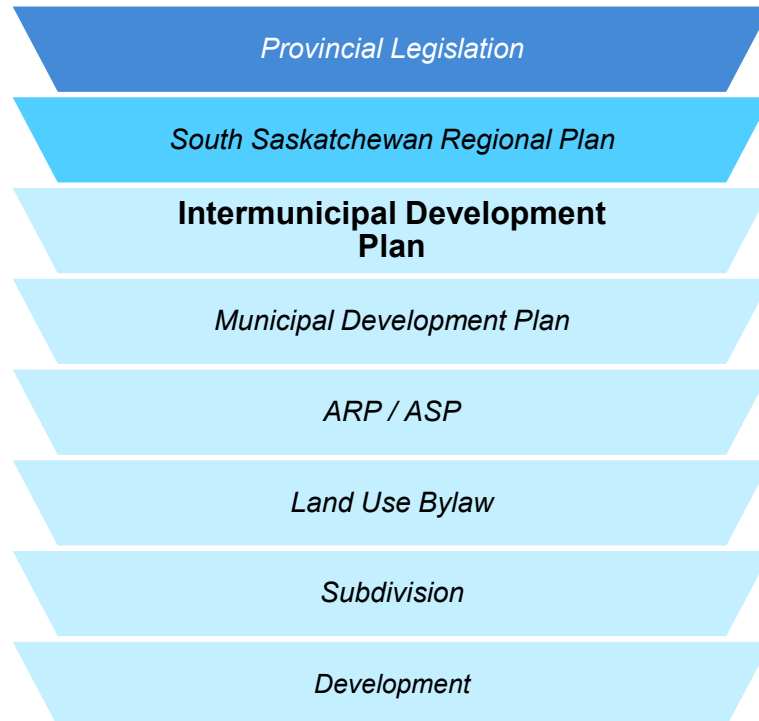 Provincial Legislation
South Saskatchewan Regional Plan
Intermunicipal Development
Plan
Municipal Development Plan
ARP / ASP
Land Use Bylaw
Subdivision
Development